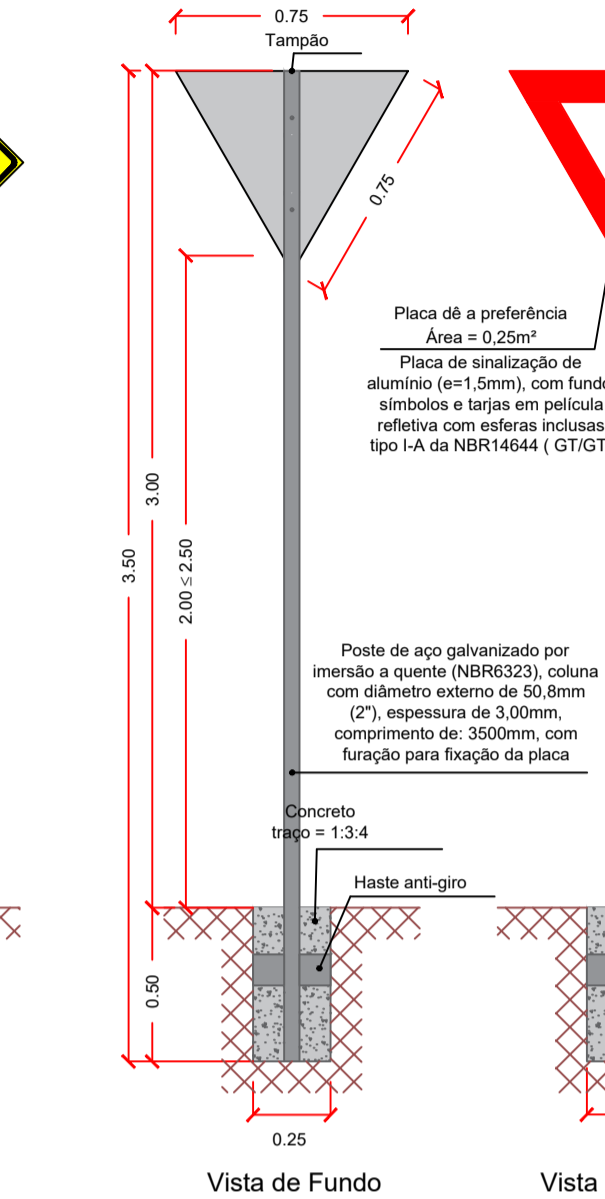 0.75
Tampão
0.75
Placa dê a preferência
Área = 0,25m²
Placa de sinalização de
alumínio (e=1,5mm), com fundo
símbolos e tarjas em película
refletiva com esferas inclusas
tipo I-A da NBR14644 ( GT/GT
3.00
3.50
2.00 ≤ 2.50
Poste de aço galvanizado por
imersão a quente (NBR6323), coluna
com diâmetro externo de 50,8mm
(2"), espessura de 3,00mm,
comprimento de: 3500mm, com
furação para fixação da placa
Concreto
traço = 1:3:4
Haste anti-giro
0.50
0.25
Vista de Fundo
Vista